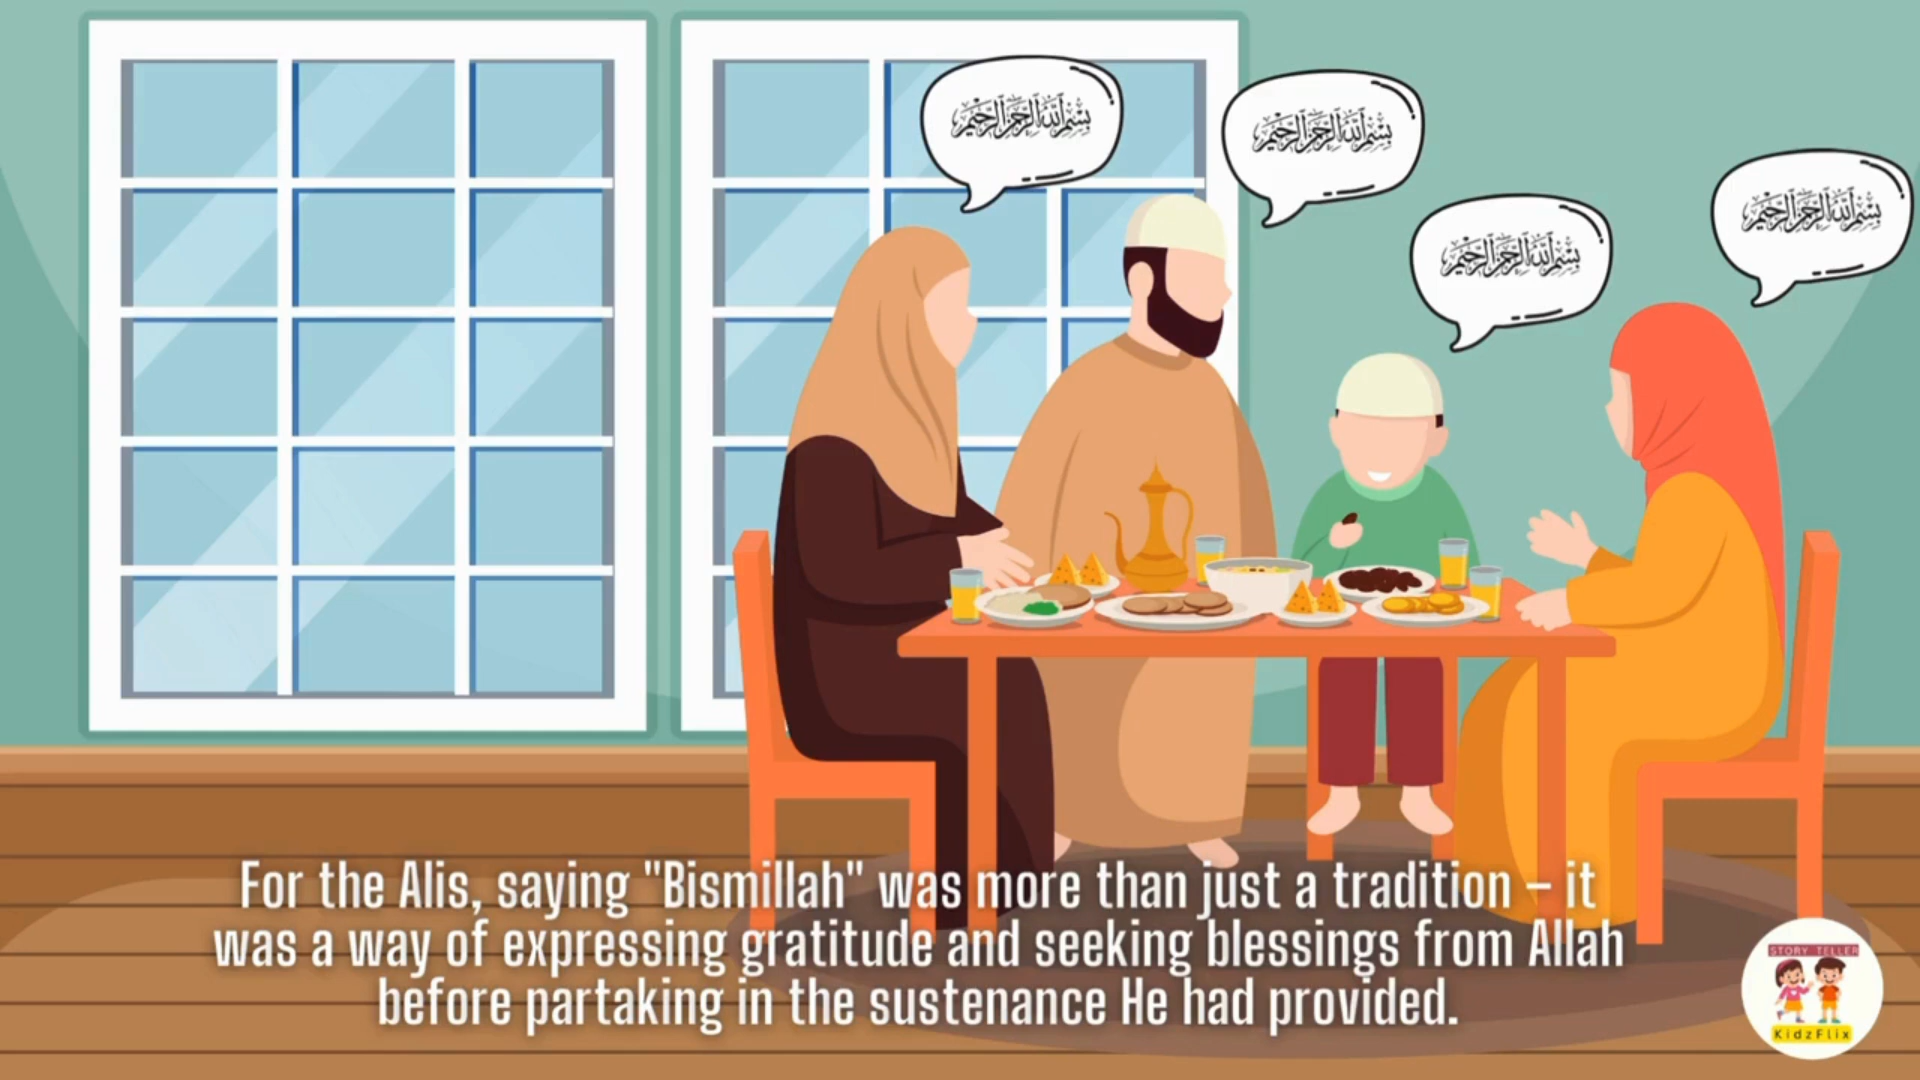 بِسْمِ اللَّهِ الرَّحْمَنِ الرَّحِيمِ
بِسْمِ اللَّهِ الرَّحْمَنِ الرَّحِيمِ
بِسْمِ اللَّهِ الرَّحْمَنِ الرَّحِيمِ
بِسْمِ اللَّهِ الرَّحْمَنِ الرَّحِيمِ
For the Alis, saying "Bismillah" was more than just a tradition – it
was a way of expressing gratitude and seeking blessings from Allah
before partaking in the sustenance He had provided.
STORY TELLER
KidzFlix